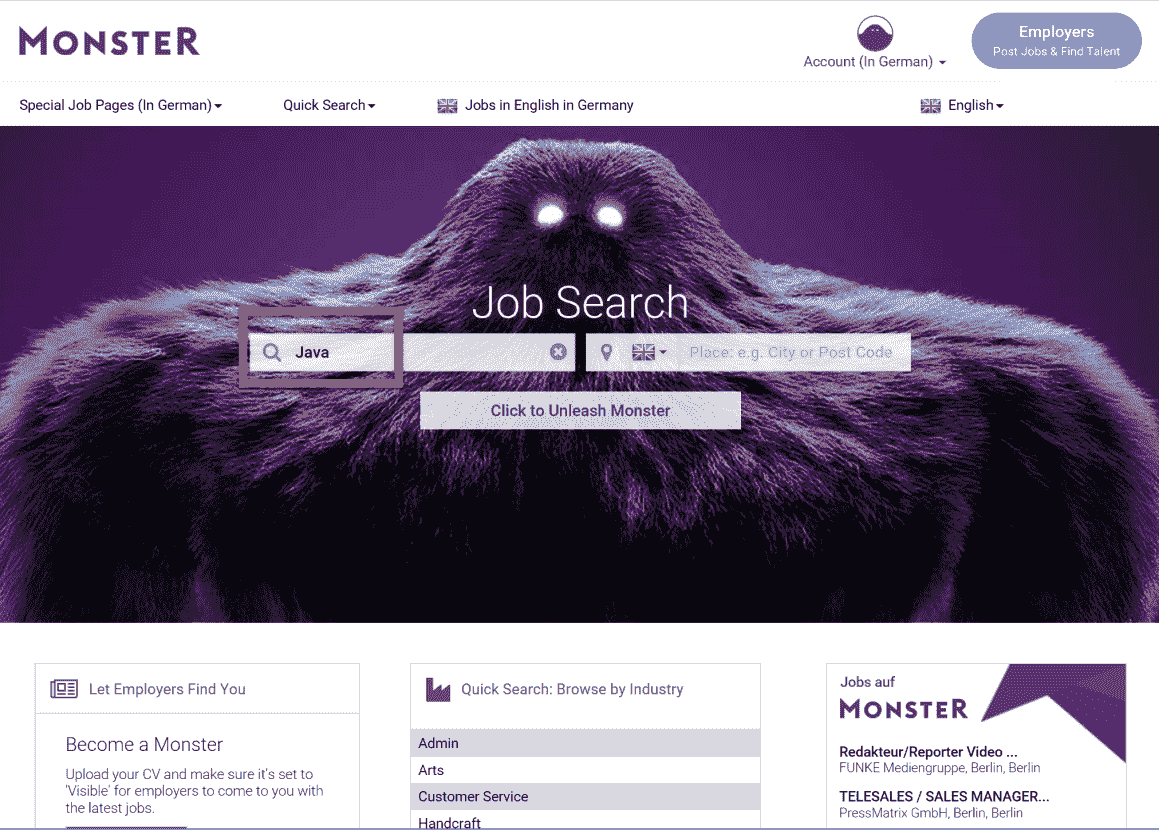 MONSTER
Account (In German)
Employers
Post Jobs & Find Talent
Special Job Pages (In German)
Quick Search
Jobs in English in Germany
English
Job Search
Java
Place: e.g. City or Post Code
Click to Unleash Monster
Let Employers Find You
Become a Monster
Upload your CV and make sure it's set to
'Visible' for employers to come to you with
the latest jobs.
Quick Search: Browse by Industry
Admin
Arts
Customer Service
Handcraft
Jobs auf
MONSTER
Redakteur/Reporter Video ...
FUNKE Mediengruppe, Berlin, Berlin
TELESALES / SALES MANAGER...
PressMatrix GmbH, Berlin, Berlin